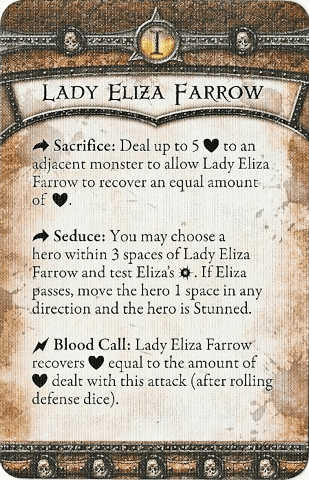 I
Lady Eliza Farrow
Sacrifice: Deal up to 5 to an
adjacent monster to allow Lady Eliza
Farrow to recover an equal amount
of .
Seduce: You may choose a
hero within 3 spaces of Lady Eliza
Farrow and test Eliza's . If Eliza
passes, move the hero 1 space in any
direction and the hero is Stunned.
Blood Call: Lady Eliza Farrow
recovers equal to the amount of
dealt with this attack (after rolling
defense dice).